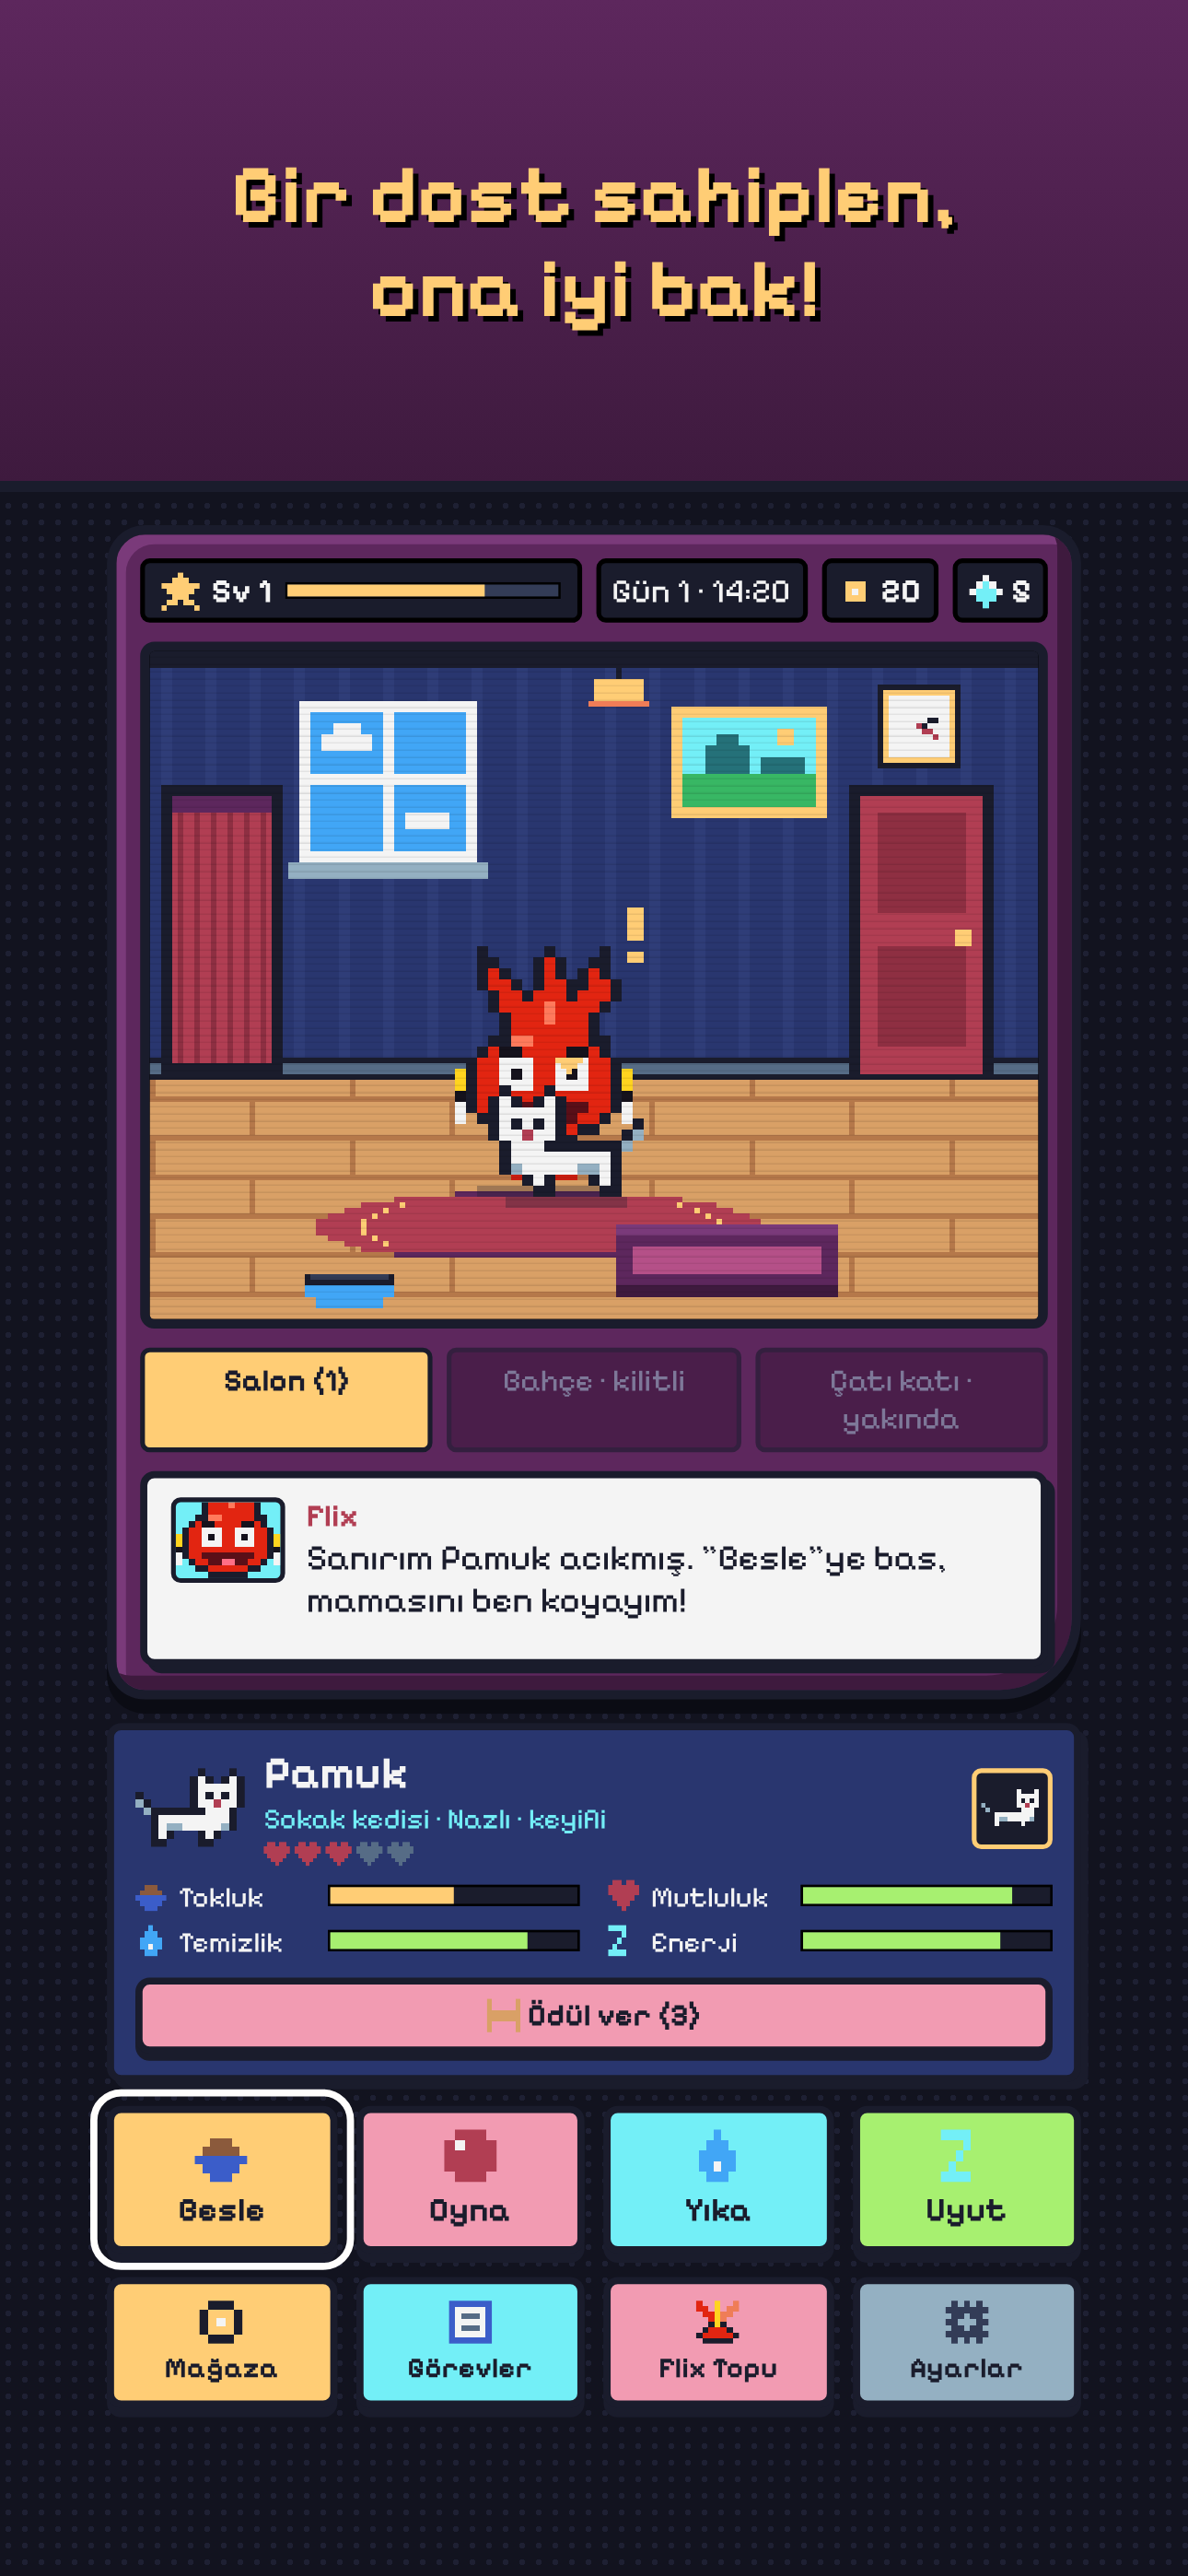 Bir dost sahiplen,
ona iyi bak!
Sv 1
Gün 1 · 14:20
20
5
Salon (1)
Bahçe · kilitli
Çatı katı ·
yakında
Flix
Sanırım Pamuk acıkmış. "Besle"ye bas,
mamasını ben koyayım!
Pamuk
Sokak kedisi · Nazlı · keyifli
Tokluk
Mutluluk
Temizlik
Enerji
Ödül ver (3)
Besle
Oyna
Yıka
Uyut
Mağaza
Görevler
Flix Topu
Ayarlar